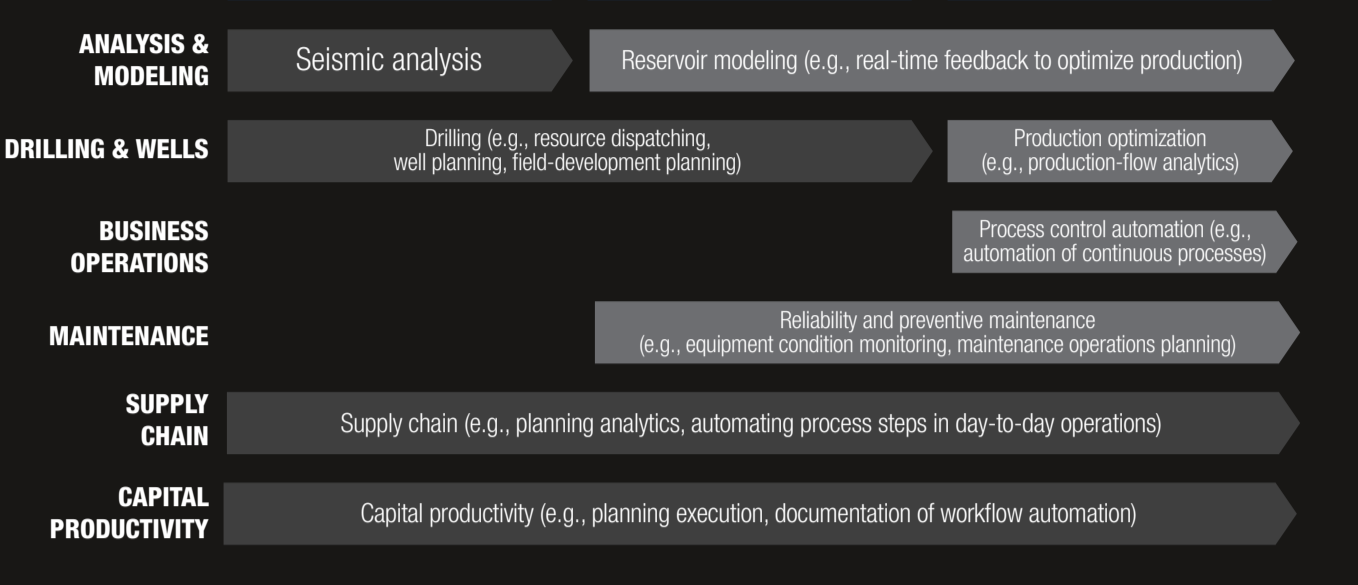 ANALYSIS &
MODELING
Seismic analysis
Reservoir modeling (e.g., real-time feedback to optimize production)
DRILLING & WELLS
Drilling (e.g., resource dispatching,
well planning, field-development planning)
Production optimization
(e.g., production-flow analytics)
BUSINESS
OPERATIONS
Process control automation (e.g.,
automation of continuous processes)
MAINTENANCE
Reliability and preventive maintenance
(e.g., equipment condition monitoring, maintenance operations planning)
SUPPLY
CHAIN
Supply chain (e.g., planning analytics, automating process steps in day-to-day operations)
CAPITAL
PRODUCTIVITY
Capital productivity (e.g., planning execution, documentation of workflow automation)